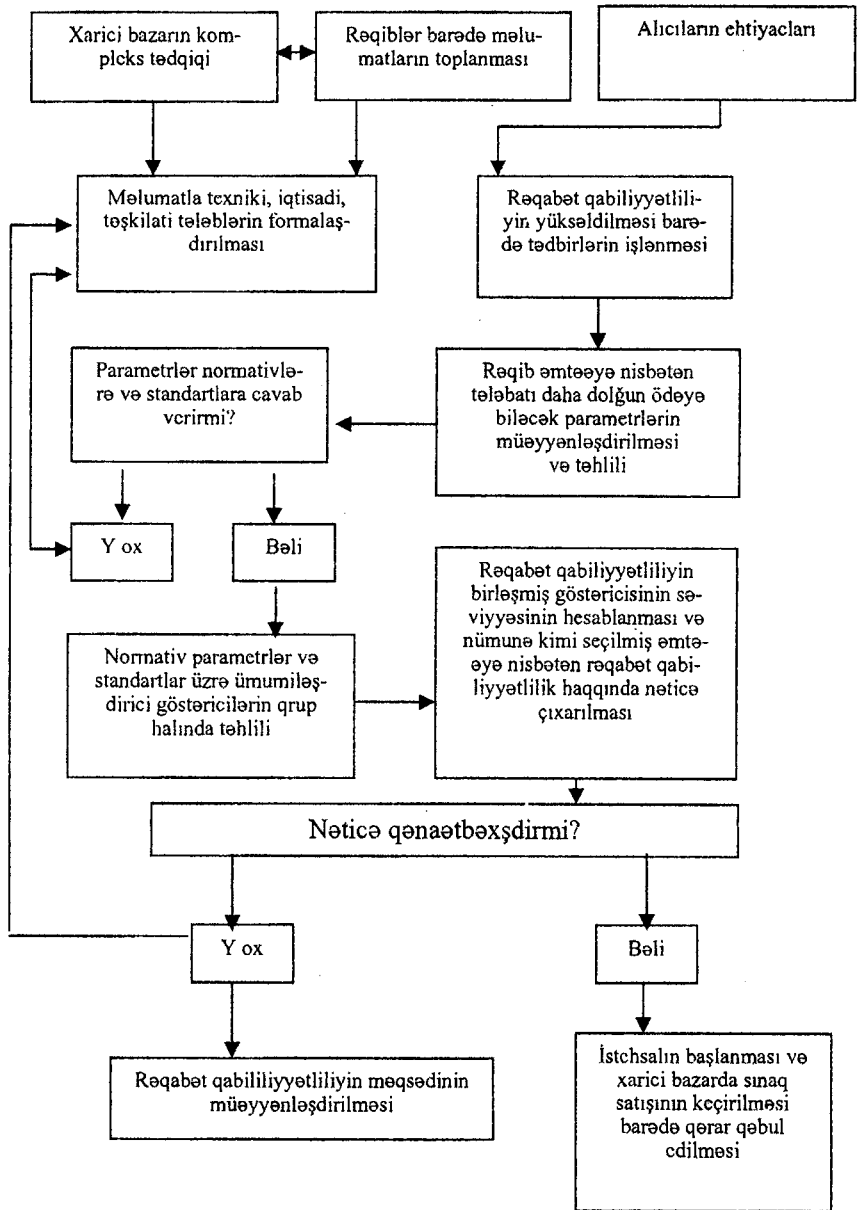 Xarici bazarın kom-
pleks tədqiqi
Rəqiblər barədə məlu-
matların toplanması
Alıcıların ehtiyacları
Məlumatla texniki, iqtisadi,
təşkilati tələblərin formalaş-
dırılması
Rəqabət qabiliyyətlili-
yin yüksəldilməsi barə-
də tədbirlərin işlənməsi
Parametrlər normativlə-
rə və standartlara cavab
verirmi?
Rəqib əmtəəyə nisbətən
tələbatı daha dolğun ödəyə
biləcək parametrlərin
müəyyənləşdirilməsi
və təhlili
Y ox
Bəli
Rəqabət qabiliyyətliliyin
birləşmiş göstəricisinin sə-
viyyəsinin hesablanması və
nümunə kimi seçilmiş əmtə-
əyə nisbətən rəqabət qabi-
liyyətlilik haqqında nəticə
çıxarılması
Normativ parametrlər və
standartlar üzrə ümumiləş-
dirici göstəricilərin qrup
halında təhlili
Nəticə qənaətbəxşdirmi?
Y ox
Bəli
Rəqabət qabililiyyətliliyin məqsədinin
müəyyənləşdirilməsi
İstehsalın başlanması və
xarici bazarda sınaq
satışının keçirilməsi
barədə qərar qəbul
edilməsi